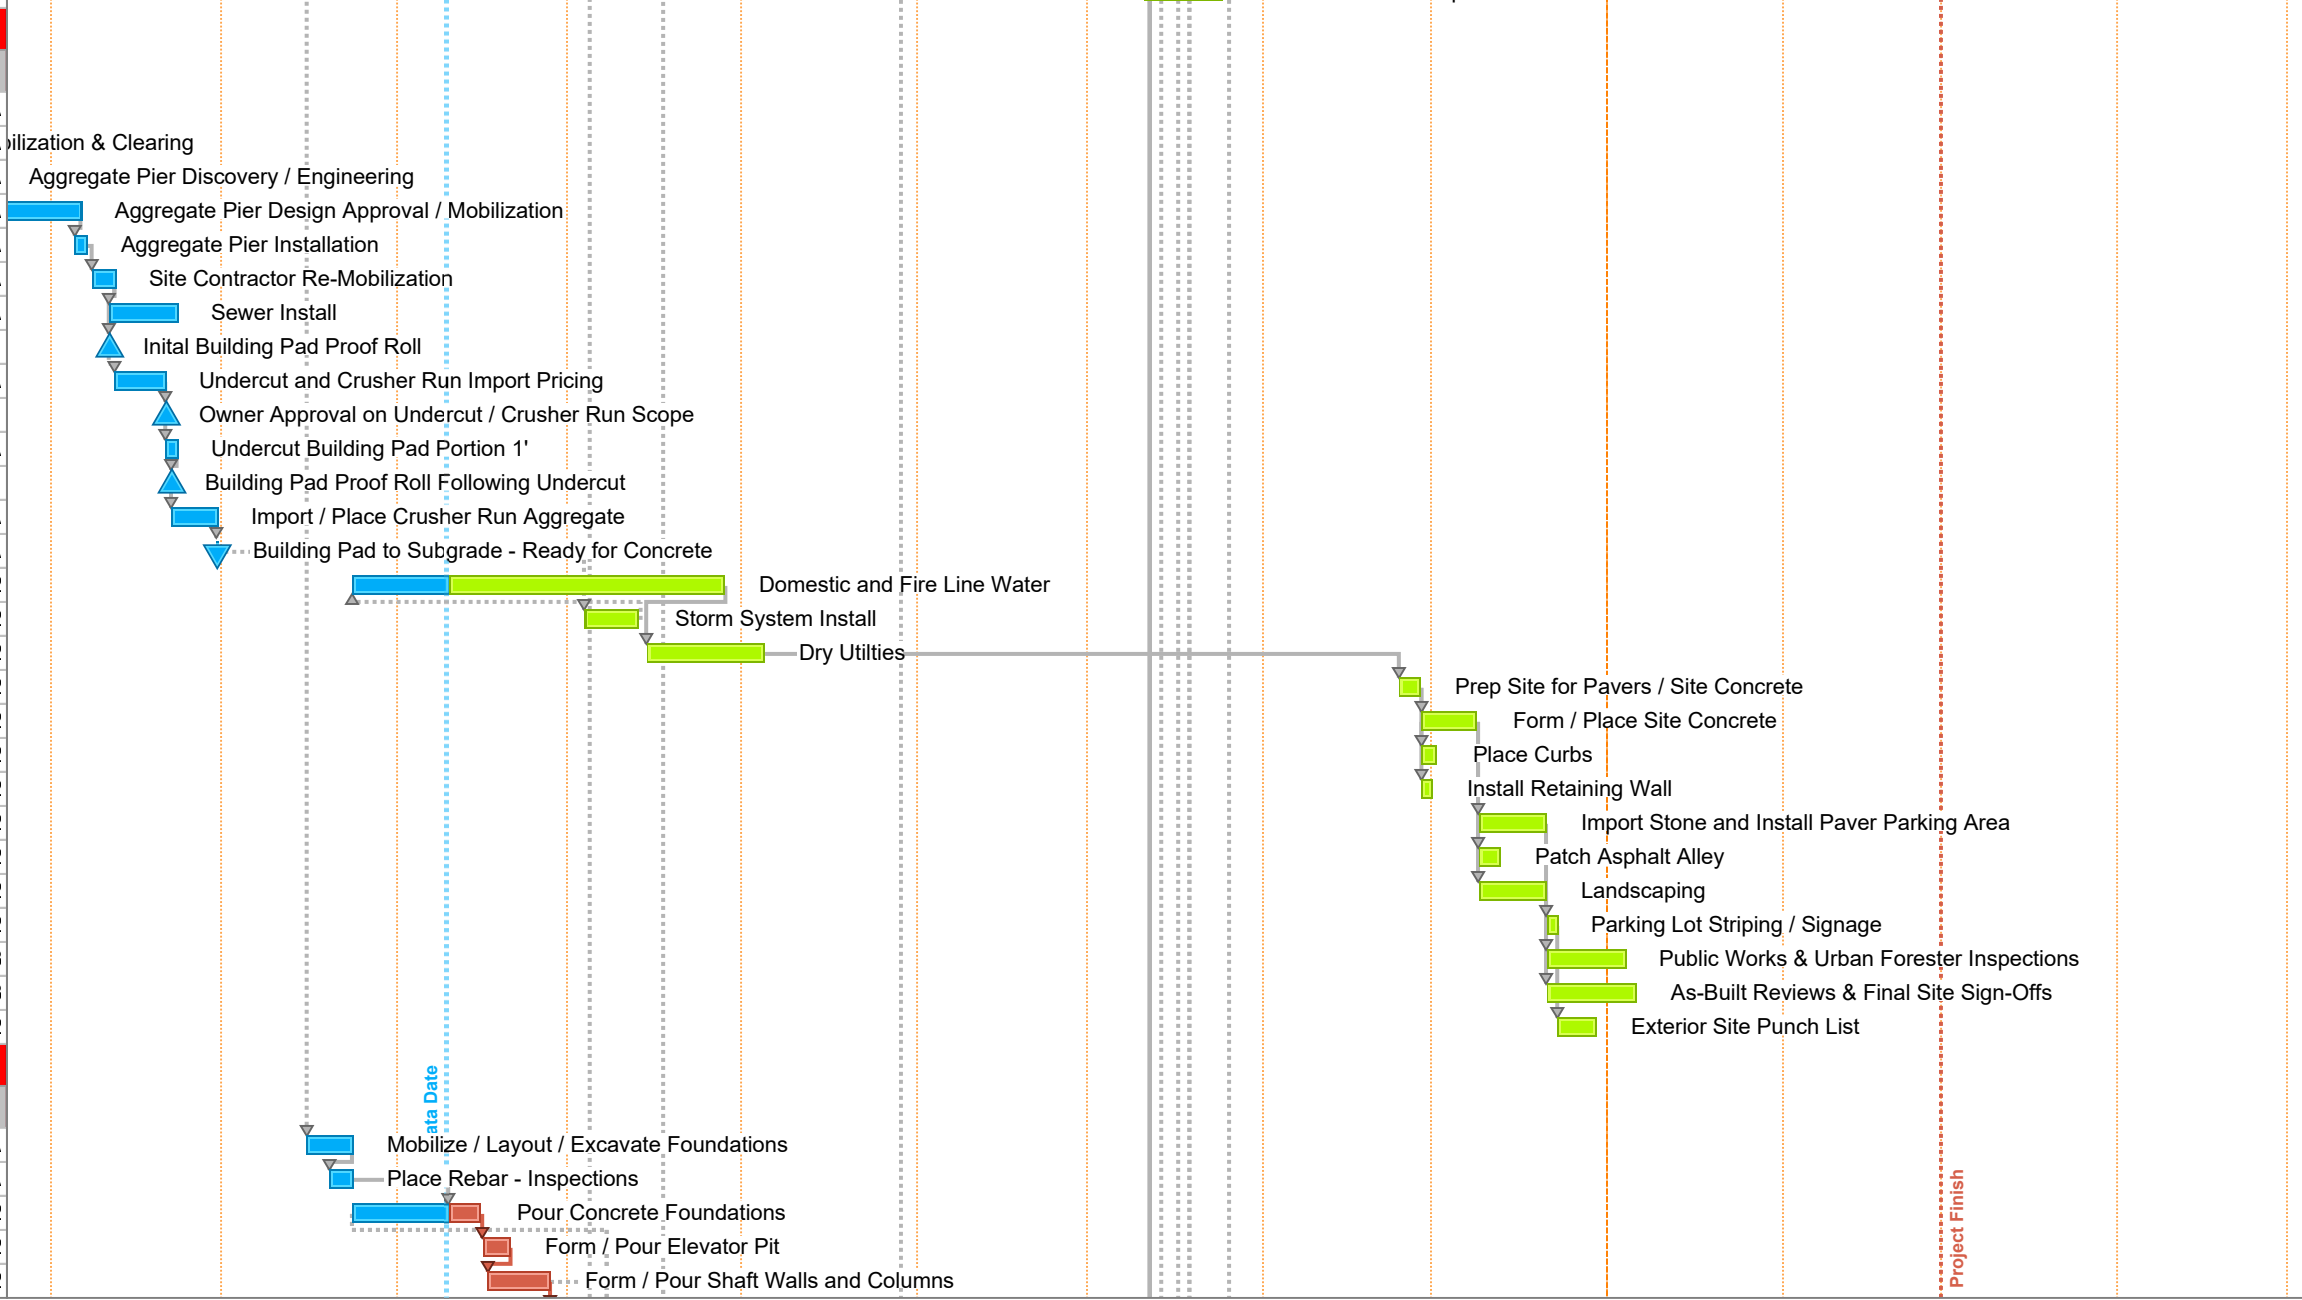 bilization & Clearing
Aggregate Pier Discovery / Engineering
Aggregate Pier Design Approval / Mobilization
Aggregate Pier Installation
Site Contractor Re-Mobilization
Sewer Install
Inital Building Pad Proof Roll
Undercut and Crusher Run Import Pricing
Owner Approval on Undercut / Crusher Run Scope
Undercut Building Pad Portion 1'
Building Pad Proof Roll Following Undercut
Import / Place Crusher Run Aggregate
Building Pad to Subgrade - Ready for Concrete
Domestic and Fire Line Water
Storm System Install
Dry Utilties
Prep Site for Pavers / Site Concrete
Form / Place Site Concrete
Place Curbs
Install Retaining Wall
Import Stone and Install Paver Parking Area
Patch Asphalt Alley
Landscaping
Parking Lot Striping / Signage
Public Works & Urban Forester Inspections
As-Built Reviews & Final Site Sign-Offs
Exterior Site Punch List
ata Date
Mobilize / Layout / Excavate Foundations
Place Rebar - Inspections
Pour Concrete Foundations
Form / Pour Elevator Pit
Form / Pour Shaft Walls and Columns
Project Finish